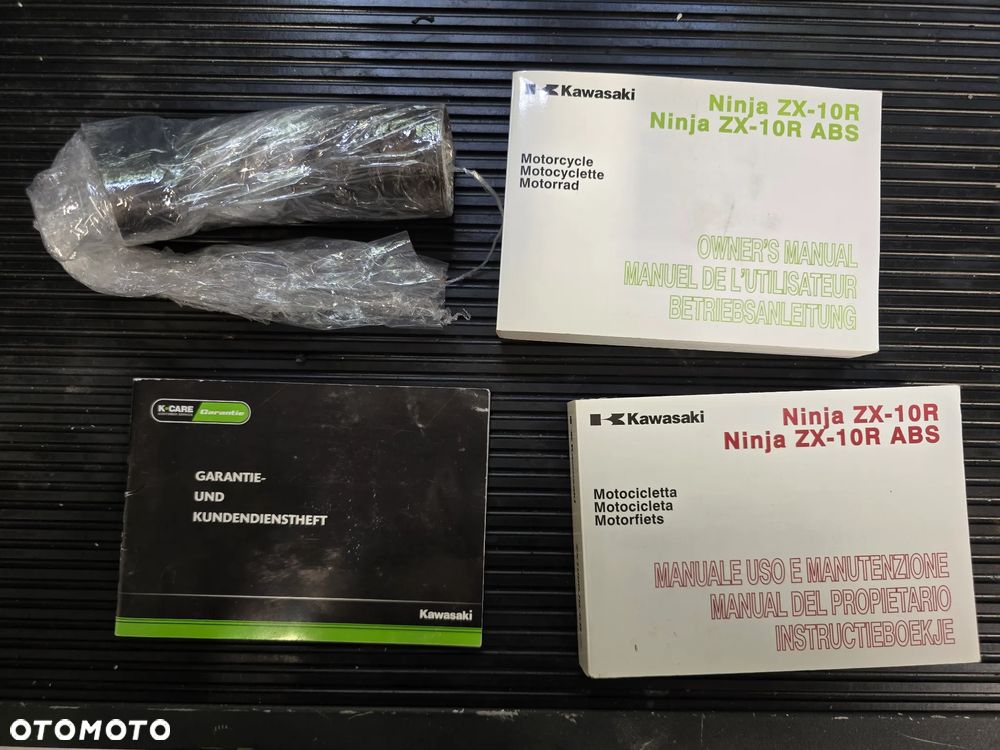 Kawasaki
Ninja ZX-10R
Ninja ZX-10R ABS
Motorcycle
Motocyclette
Motorrad
OWNER'S MANUAL
MANUEL DE L'UTILISATEUR
BETRIEBSANLEITUNG
K-CARE
Garantie
GARANTIE-
UND
KUNDENDIENSTHEFT
Kawasaki
Kawasaki
Ninja ZX-10R
Ninja ZX-10R ABS
Motocicletta
Motocicleta
Motorfiets
MANUALE USO E MANUTENZIONE
MANUAL DEL PROPIETARIO
INSTRUCTIEBOEKJE
OTOMOTO